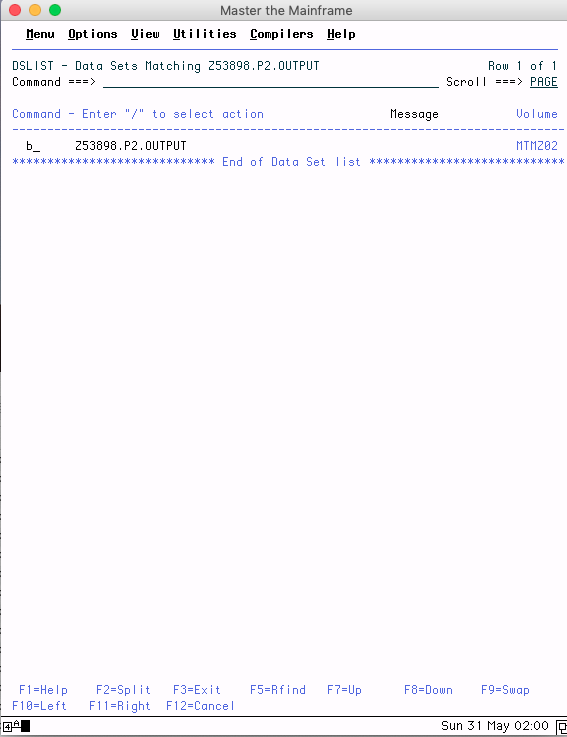 Master the Mainframe
Menu Options View Utilities Compilers Help
DSLIST - Data Sets Matching Z53898.P2.OUTPUT Row 1 of 1
Command ===> Scroll ===> PAGE
Command - Enter "/" to select action Message Volume
-------------------------------------------------------------------------------
b_ Z53898.P2.OUTPUT MTMZ02
***************************** End of Data Set list ****************************
F1=Help F2=Split F3=Exit F5=Rfind F7=Up F8=Down F9=Swap
F10=Left F11=Right F12=Cancel
4 A Sun 31 May 02:00